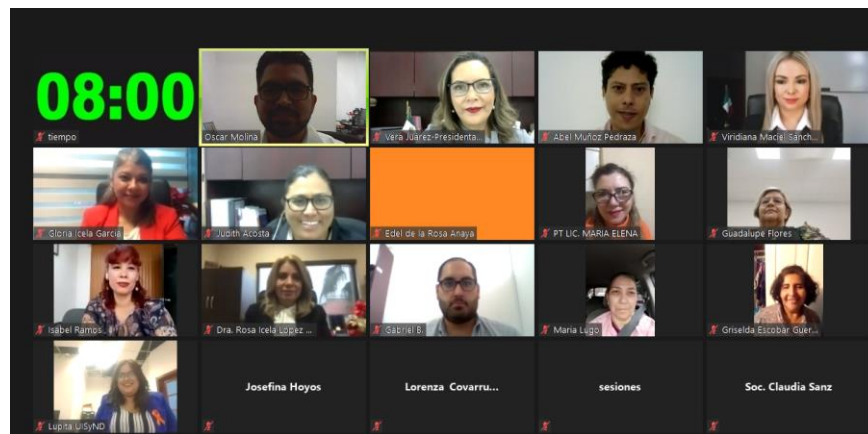 08:00
tiempo
Oscar Molina
Vera Juárez-Presidenta...
Abel Muñoz Pedraza
Viridiana Maciel Sánch...
Gloria Icela García
Judith Acosta
Edel de la Rosa Anaya
PT LIC. MARIA ELENA
Guadalupe Flores
Isabel Ramos
Dra. Rosa Icela López ...
Gabriel B.
Maria Lugo
Griselda Escobar Guer...
Lupita UISyND
Josefina Hoyos
Lorenza Covarru...
sesiones
Soc. Claudia Sanz